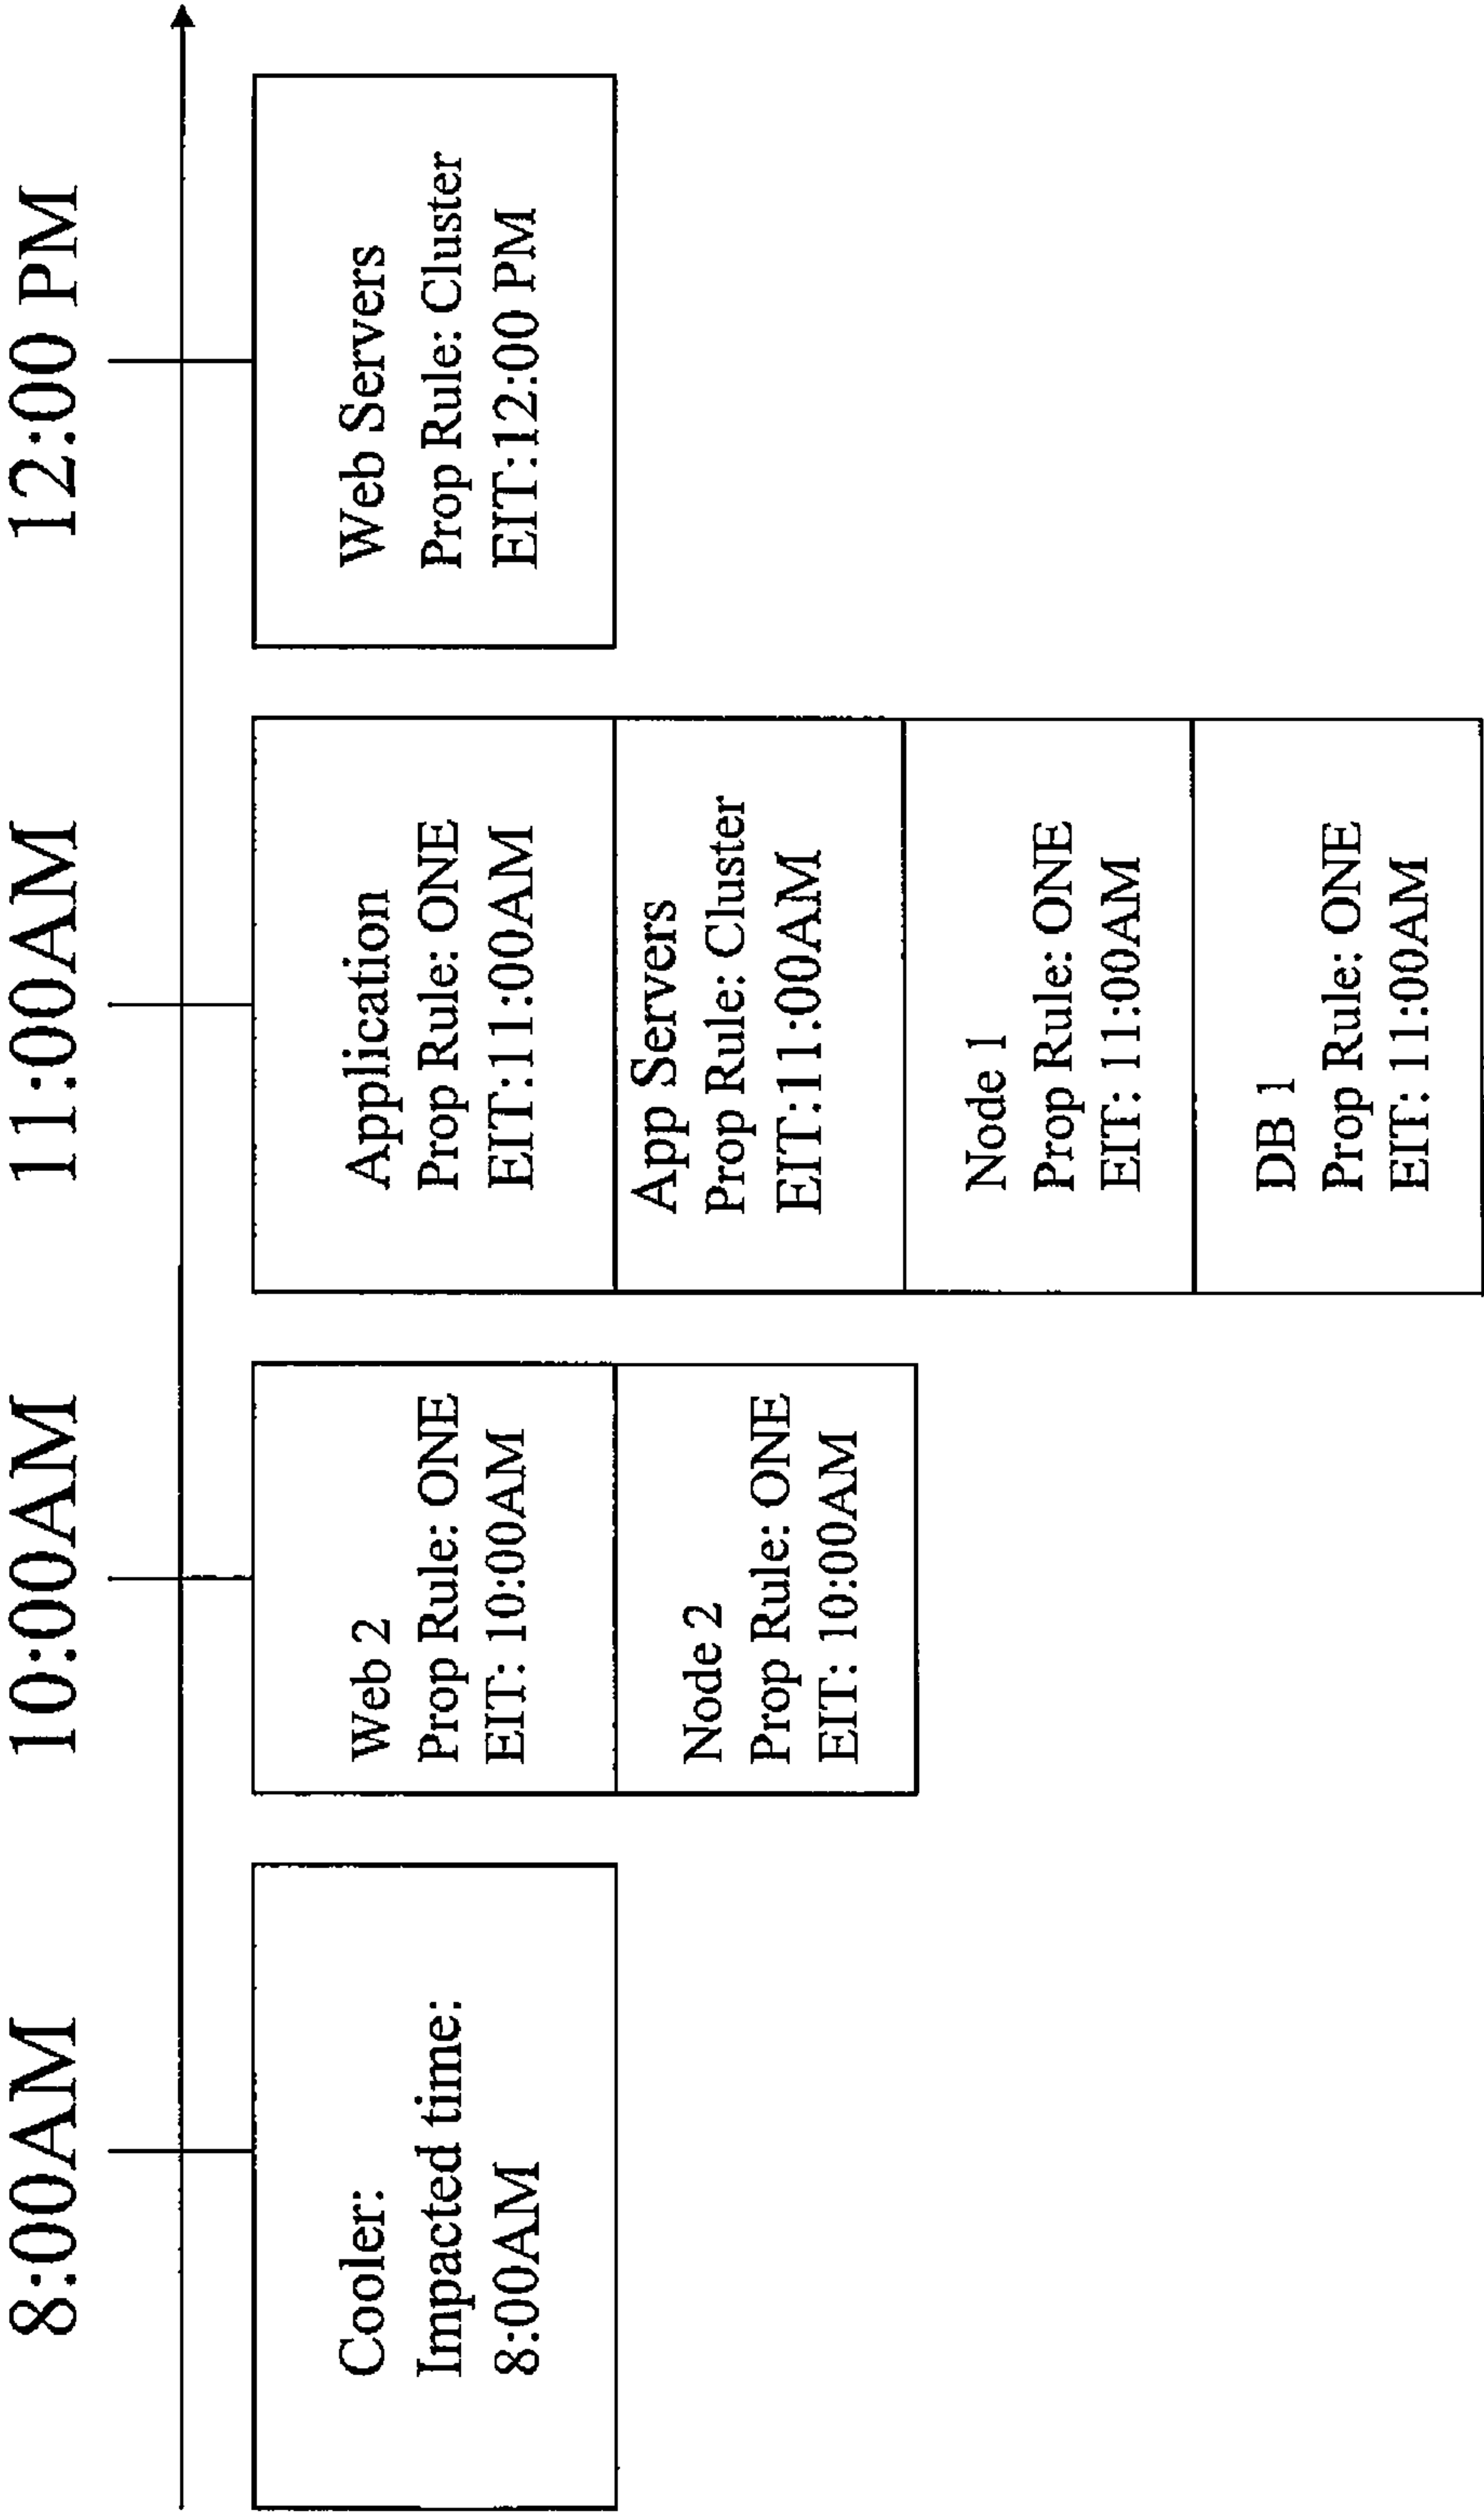 8:00AM
10:00AM
11:00AM
12:00 PM
Cooler:
Impacted time:
8:00AM
Web 2
Prop Rule: ONE
EIT: 10:00AM
Node 2
Prop Rule: ONE
EIT: 10:00AM
Application
Prop Rule: ONE
EIT:11:00AM
App Servers
Prop Rule: Cluster
EIT:11:00AM
Node 1
Prop Rule: ONE
EIT: 11:00AM
DB 1
Prop Rule: ONE
EIT: 11:00AM
Web Servers
Prop Rule: Cluster
EIT:12:00 PM